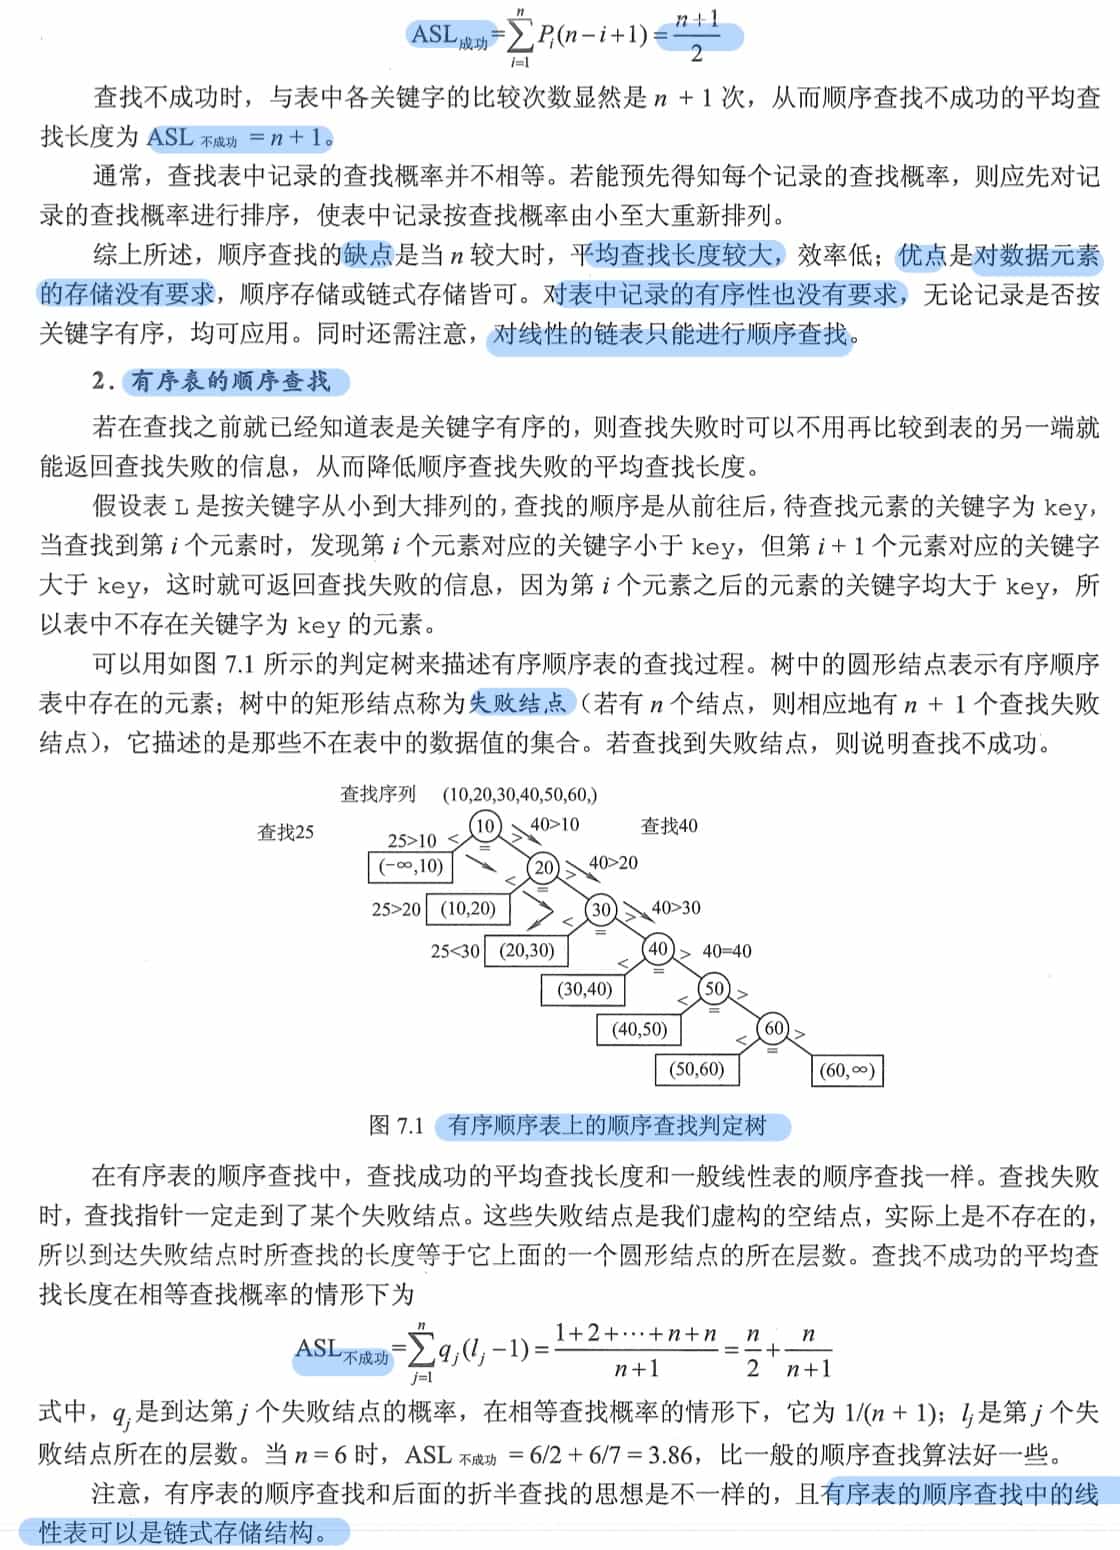 ASL成功=∑_{i=1}^{n}P_i(n−i+1)=(n+1)/2
查找不成功时，与表中各关键字的比较次数显然是 n + 1 次，从而顺序查找不成功的平均查
找长度为 ASL 不成功 = n + 1。
通常，查找表中记录的查找概率并不相等。若能预先得知每个记录的查找概率，则应先对记
录的查找概率进行排序，使表中记录按查找概率由小至大重新排列。
综上所述，顺序查找的缺点是当 n 较大时，平均查找长度较大，效率低；优点是对数据元素
的存储没有要求，顺序存储或链式存储皆可。对表中记录的有序性也没有要求，无论记录是否按
关键字有序，均可应用。同时还需注意，对线性的链表只能进行顺序查找。
2. 有序表的顺序查找
若在查找之前就已经知道表是关键字有序的，则查找失败时可以不用再比较到表的另一端就
能返回查找失败的信息，从而降低顺序查找失败的平均查找长度。
假设表 L 是按关键字从小到大排列的，查找的顺序是从前往后，待查找元素的关键字为 key，
当查找到第 i 个元素时，发现第 i 个元素对应的关键字小于 key，但第 i + 1 个元素对应的关键字
大于 key，这时就可返回查找失败的信息，因为第 i 个元素之后的元素的关键字均大于 key，所
以表中不存在关键字为 key 的元素。
可以用如图 7.1 所示的判定树来描述有序顺序表的查找过程。树中的圆形结点表示有序顺序
表中存在的元素；树中的矩形结点称为失败结点（若有 n 个结点，则相应地有 n + 1 个查找失败
结点），它描述的是那些不在表中的数据值的集合。若查找到失败结点，则说明查找不成功。
查找序列 (10,20,30,40,50,60,)
查找25 25>10 < 10 > 40>10 查找40
=
(−∞,10) 20 40>20
< > =
25>20 (10,20) 30 40>30
< > =
25<30 (20,30) 40 > 40=40
< =
(30,40) 50 >
< =
(40,50) 60 >
< =
(50,60) (60,∞)
图 7.1 有序顺序表上的顺序查找判定树
在有序表的顺序查找中，查找成功的平均查找长度和一般线性表的顺序查找一样。查找失败
时，查找指针一定走到了某个失败结点。这些失败结点是我们虚构的空结点，实际上是不存在的，
所以到达失败结点时所查找的长度等于它上面的一个圆形结点的所在层数。查找不成功的平均查
找长度在相等查找概率的情形下为
ASL不成功=∑_{j=1}^{n}q_j(l_j−1)=(1+2+⋯+n+n)/(n+1)=n/2+n/(n+1)
式中，q_j 是到达第 j 个失败结点的概率，在相等查找概率的情形下，它为 1/(n + 1)；l_j 是第 j 个失
败结点所在的层数。当 n = 6 时，ASL 不成功 = 6/2 + 6/7 = 3.86，比一般的顺序查找算法好一些。
注意，有序表的顺序查找和后面的折半查找的思想是不一样的，且有序表的顺序查找中的线
性表可以是链式存储结构。